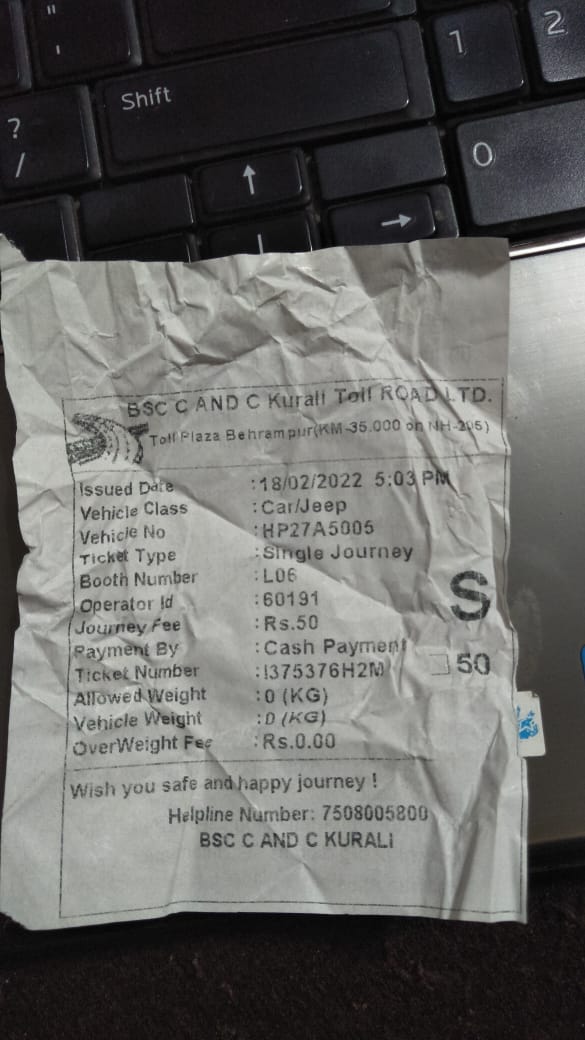 "
'
1
2
Shift
?
/
0
↑
→
BSC C AND C Kurali Toll ROAD LTD.
Toll Plaza Behrampur(KM-35.000 on NH-205)
Issued Date :18/02/2022 5:03 PM
Vehicle Class :Car/Jeep
Vehicle No :HP27A5005
Ticket Type :Single Journey
Booth Number :L06
Operator Id :60191
Journey Fee :Rs.50
Payment By :Cash Payment
Ticket Number :I375376H2M
Allowed Weight :0 (KG)
Vehicle Weight :0 (KG)
OverWeight Fee :Rs.0.00
S
50
Wish you safe and happy journey !
Helpline Number: 7508005800
BSC C AND C KURALI